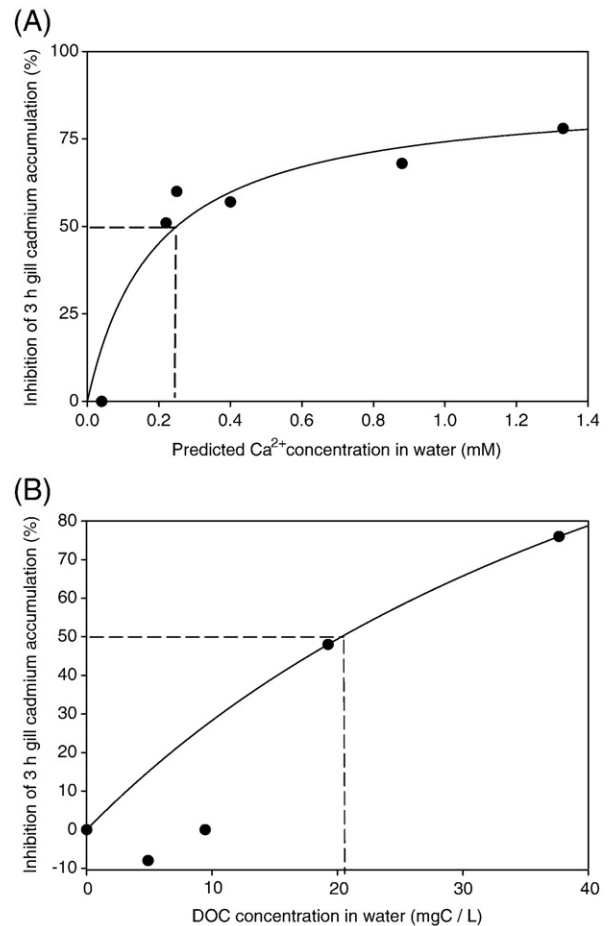 (A)
Inhibition of 3 h gill cadmium accumulation (%)
100
75
50
25
0
0.0 0.2 0.4 0.6 0.8 1.0 1.2 1.4
Predicted Ca²⁺concentration in water (mM)
(B)
Inhibition of 3 h gill cadmium accumulation (%)
80
70
60
50
40
30
20
10
0
-10
0 10 20 30 40
DOC concentration in water (mgC / L)